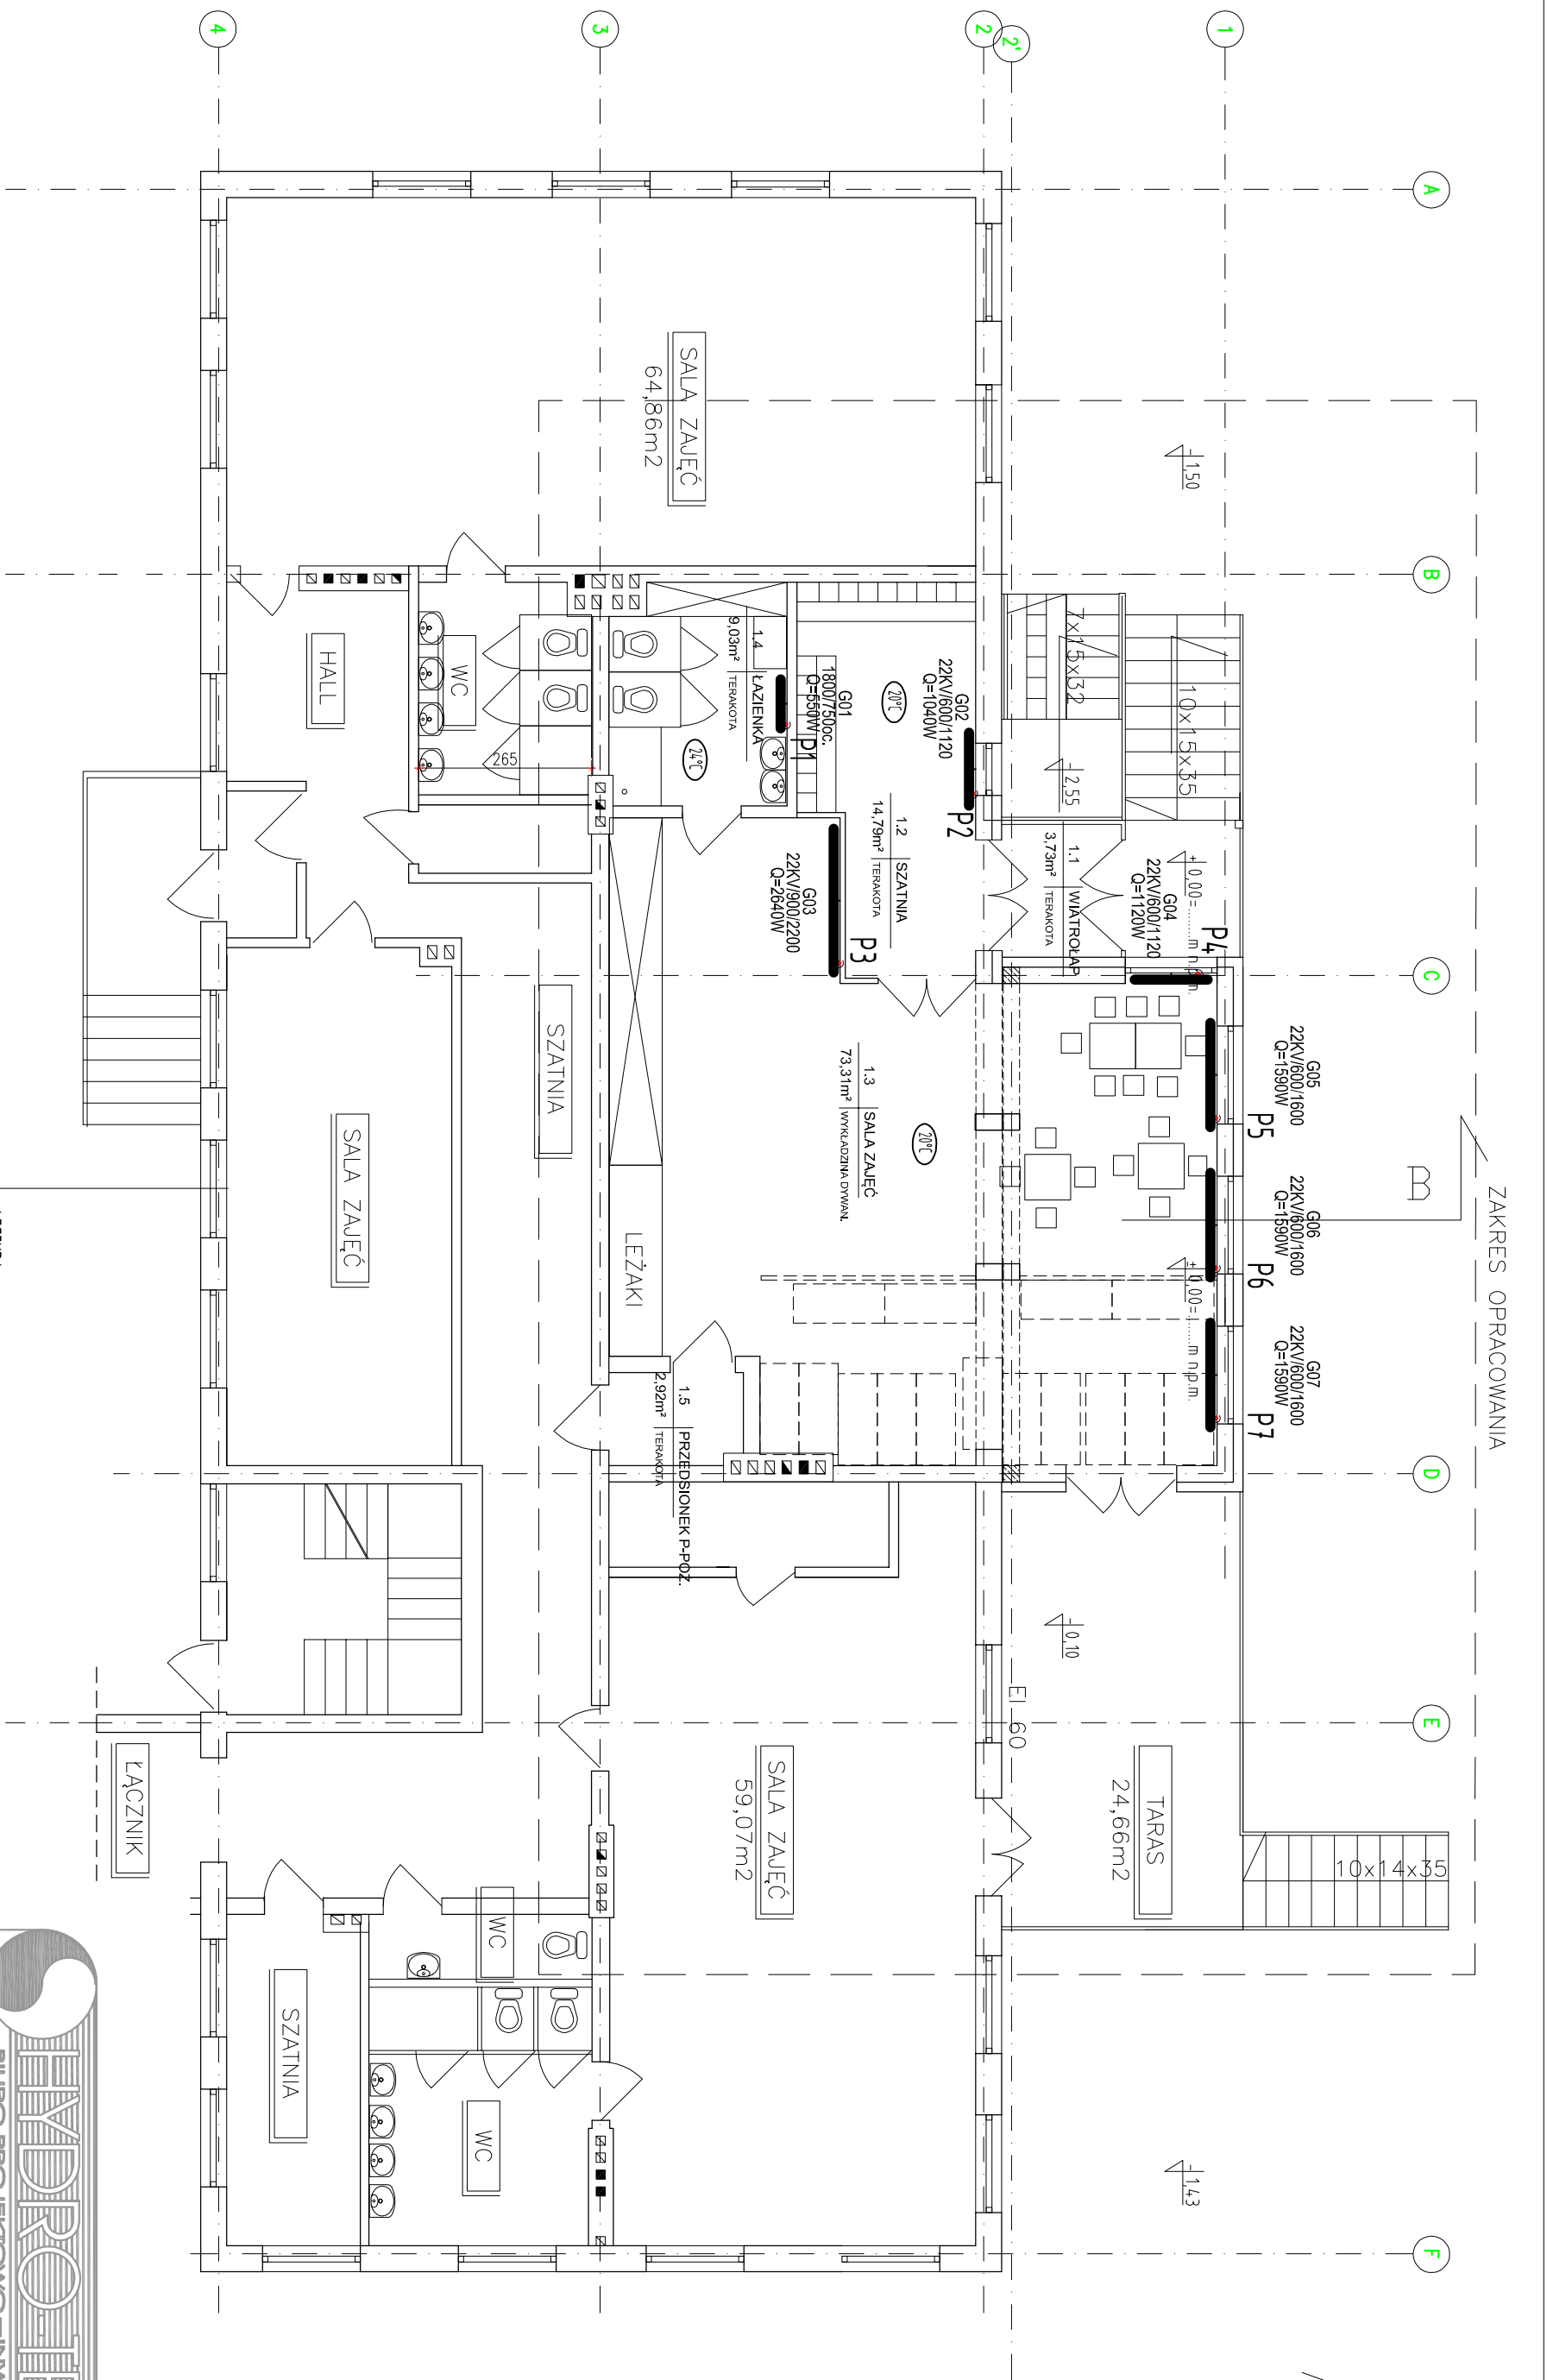 ZAKRES OPRACOWANIA
A
B
C
D
E
F
1
2'
2
3
4
B
-1,50
10x15x35
7x15x32
-2,55
+0,00=........m n.p.m.
G04
22KV/600/1120
Q=1120W
P4
G05
22KV/600/1600
Q=1590W
P5
G06
22KV/600/1600
Q=1590W
P6
G07
22KV/600/1600
Q=1590W
P7
10x14x35
-1,43
1.1
WIATROŁAP
3,73m²
TERAKOTA
±0,00=........m n.p.m.
-0,10
EI 60
TARAS
24,66m2
G02
22KV/600/1120
Q=1040W
P2
20°C
1.2
SZATNIA
14,79m²
TERAKOTA
20°C
G01
1800/750oc.
Q=550W
P1
P3
G03
22KV/900/2200
Q=2640W
1.3
SALA ZAJĘĆ
73,31m²
WYKŁADZINA DYWAN.
1.4
ŁAZIENKA
9,03m²
TERAKOTA
24°C
SALA ZAJĘĆ
64,86m2
SALA ZAJĘĆ
59,07m2
1.5
PRZEDSIONEK P-POŻ.
2,92m²
TERAKOTA
LEŻAKI
265
SZATNIA
WC
WC
WC
HALL
SALA ZAJĘĆ
SZATNIA
ŁĄCZNIK
HYDRO-TE